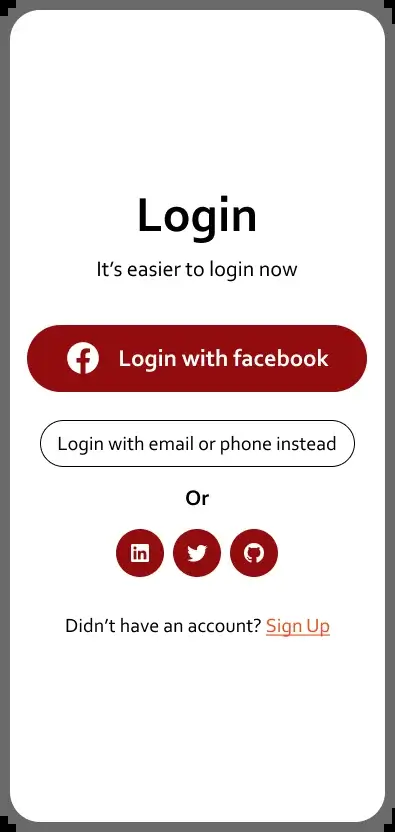 Login
It's easier to login now
Login with facebook
Login with email or phone instead
Or
Didn't have an account? Sign Up